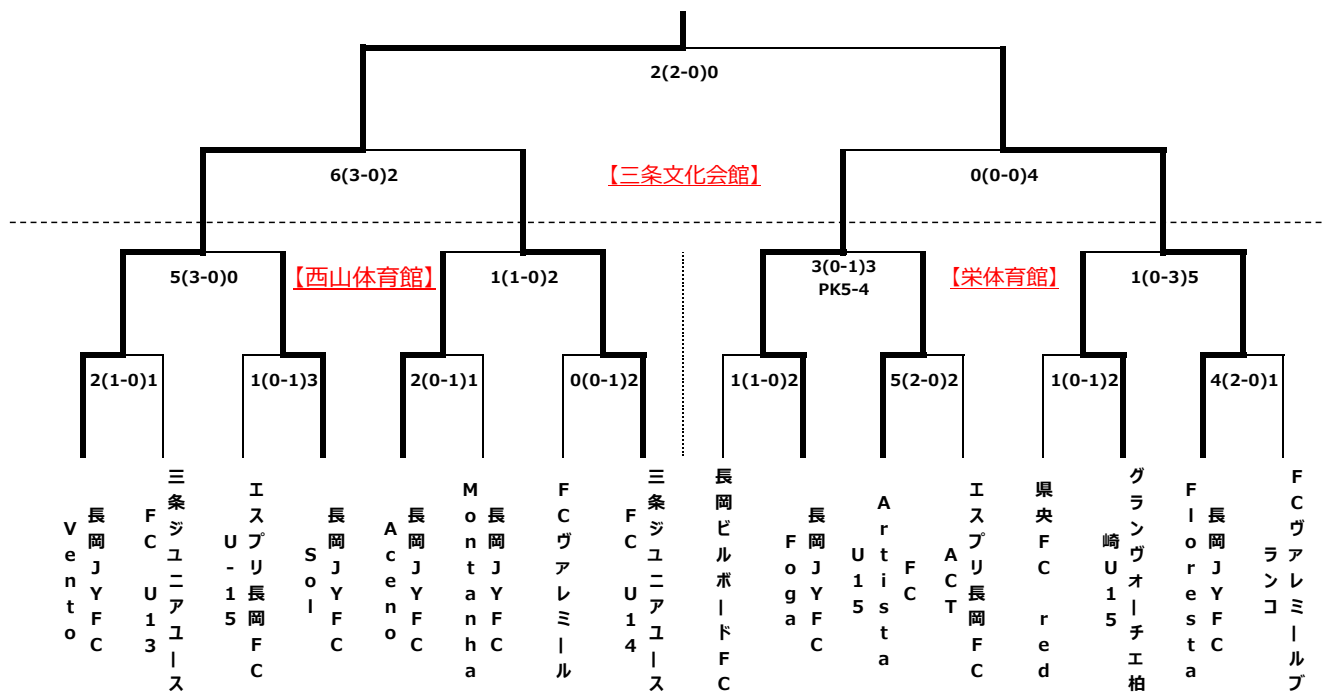 2(2-0)0
6(3-0)2
【三条文化会館】
0(0-0)4
5(3-0)0
【西山体育館】
1(1-0)2
3(0-1)3
PK5-4
【栄体育館】
1(0-3)5
2(1-0)1
1(0-1)3
2(0-1)1
0(0-1)2
1(1-0)2
5(2-0)2
1(0-1)2
4(2-0)1
長岡JYFC
Vento
三条ジュニアユース
FC U13
エスプリ長岡FC
U-15
長岡JYFC
Sol
長岡JYFC
Aceno
長岡JYFC
Montanha
FCヴァレミール
三条ジュニアユース
FC U14
長岡ビルボードFC
長岡JYFC
Foga
FC
Artista
U15
エスプリ長岡FC
ACT
県央FC red
グランヴォーチェ柏
崎U15
長岡JYFC
Floresta
FCヴァレミールブ
ランコ